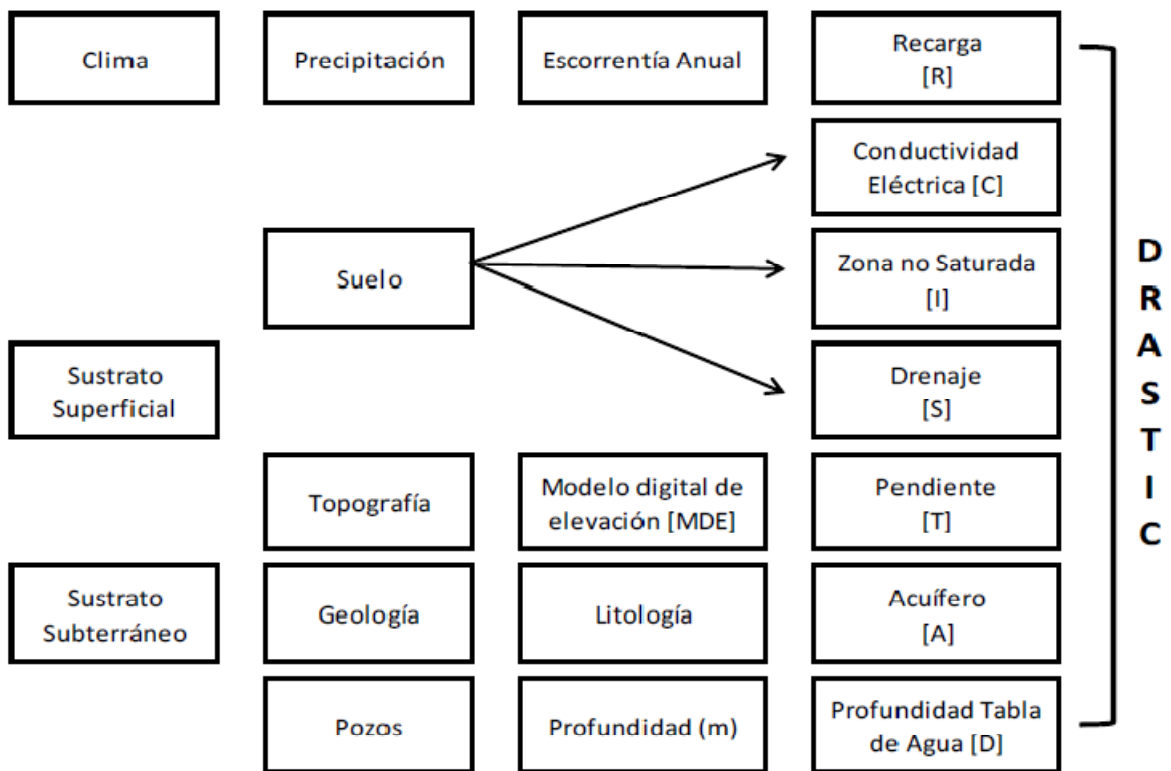 Clima
Precipitación
Escorrentía Anual
Recarga
[R]
Conductividad
Eléctrica [C]
Suelo
Zona no Saturada
[I]
Sustrato
Superficial
Drenaje
[S]
Topografía
Modelo digital de
elevación [MDE]
Pendiente
[T]
Sustrato
Subterráneo
Geología
Litología
Acuífero
[A]
Pozos
Profundidad (m)
Profundidad Tabla
de Agua [D]
D
R
A
S
T
I
C